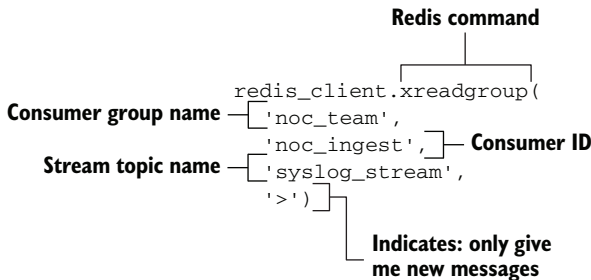 Redis command
redis_client.xreadgroup(
Consumer group name
'noc_team',
'noc_ingest',
Consumer ID
Stream topic name
'syslog_stream',
'>')
Indicates: only give
me new messages